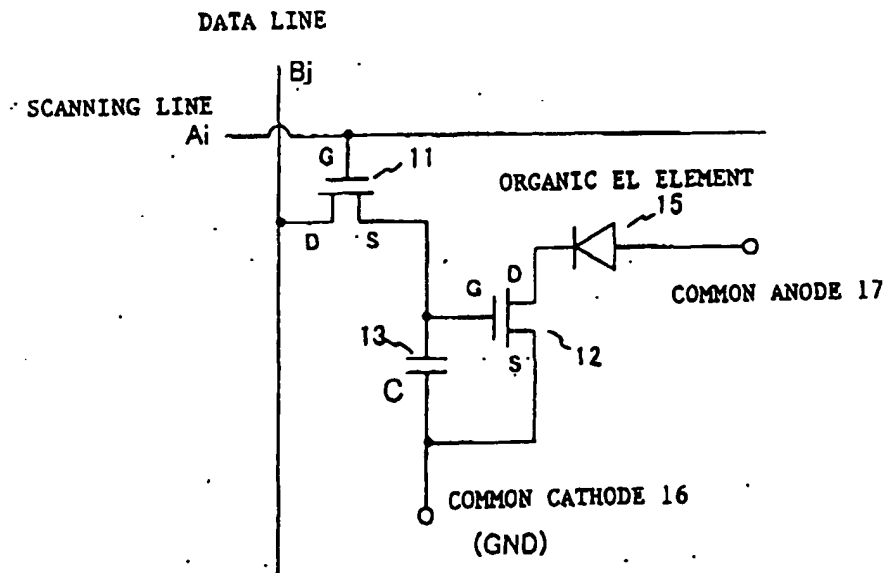 DATA LINE
Bj
SCANNING LINE
Ai
G
11
ORGANIC EL ELEMENT
15
D
S
G
D
COMMON ANODE 17
13
12
S
C
COMMON CATHODE 16
(GND)